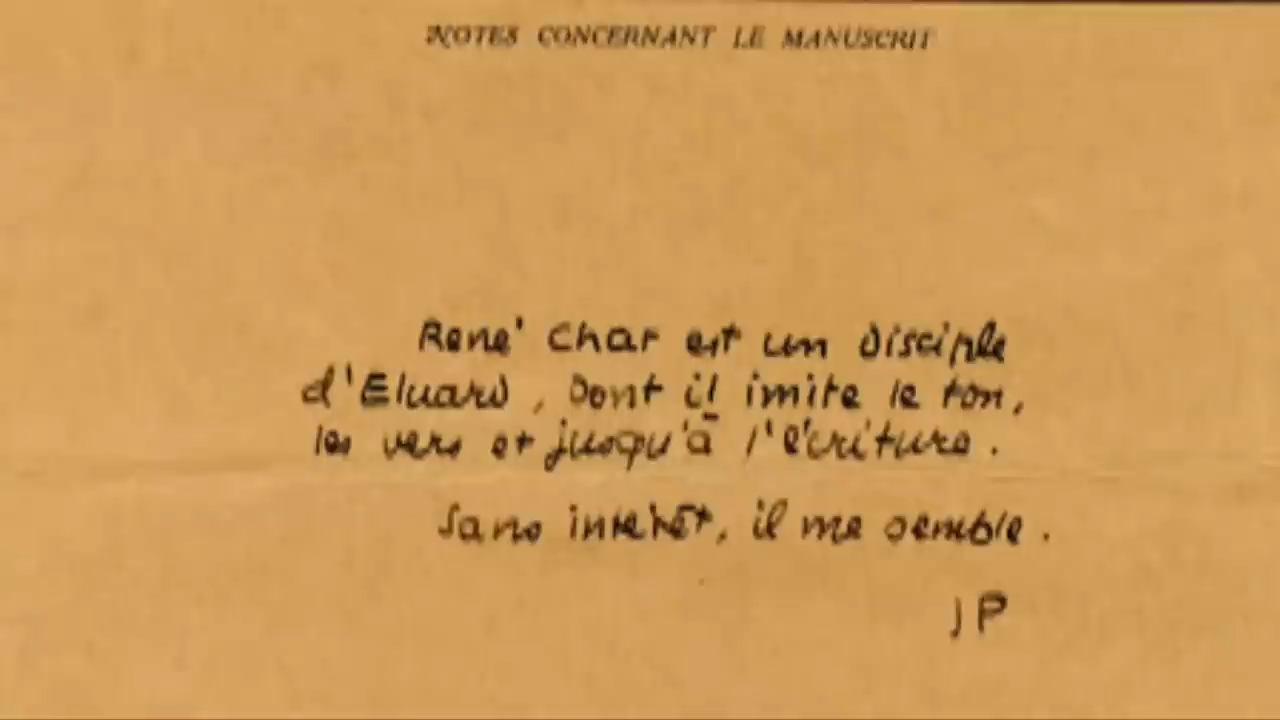 NOTES CONCERNANT LE MANUSCRIT
René Char est un disciple
d'Eluard, dont il imite le ton,
les vers et jusqu'à l'écriture.
Sans intérêt, il me semble.
JP